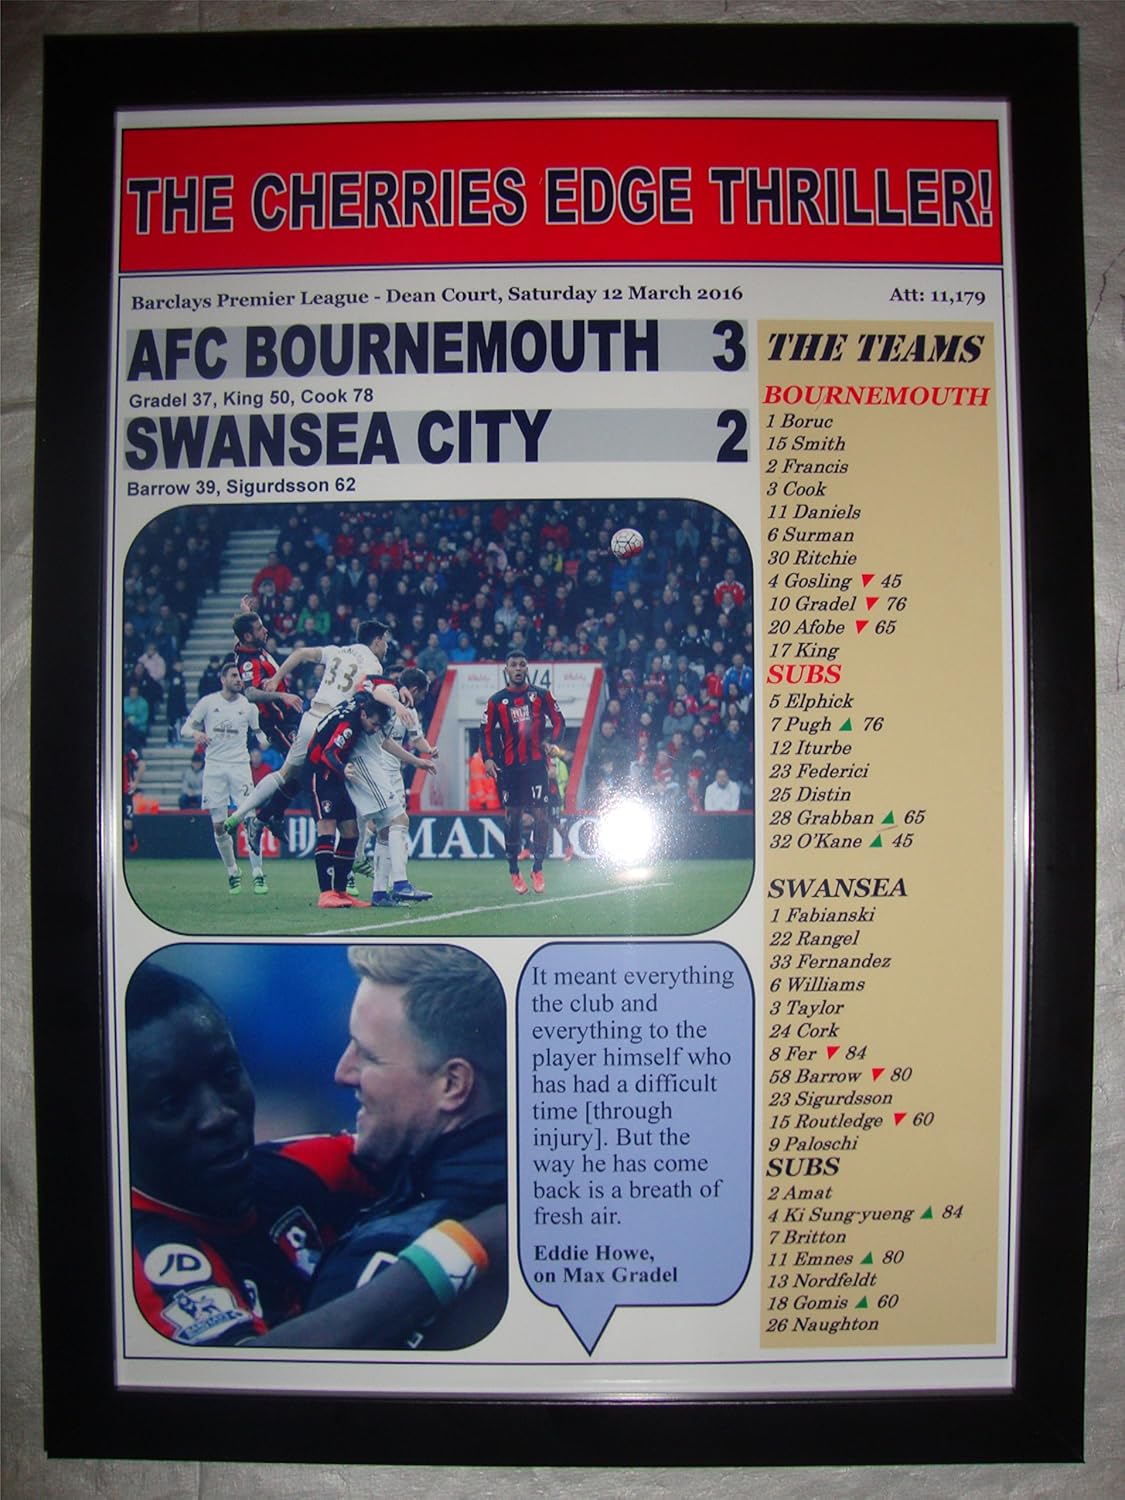 THE CHERRIES EDGE THRILLER!
Barclays Premier League - Dean Court, Saturday 12 March 2016
Att: 11,179
AFC BOURNEMOUTH 3
Gradel 37, King 50, Cook 78
SWANSEA CITY 2
Barrow 39, Sigurdsson 62
33
V/4
17
2
MAN
It meant everything
the club and
everything to the
player himself who
has had a difficult
time [through
injury]. But the
way he has come
back is a breath of
fresh air.
Eddie Howe,
on Max Gradel
JD
THE TEAMS
BOURNEMOUTH
1 Boruc
15 Smith
2 Francis
3 Cook
11 Daniels
6 Surman
30 Ritchie
4 Gosling ▼ 45
10 Gradel ▼ 76
20 Afobe ▼ 65
17 King
SUBS
5 Elphick
7 Pugh ▲ 76
12 Iturbe
23 Federici
25 Distin
28 Grabban ▲ 65
32 O'Kane ▲ 45
SWANSEA
1 Fabianski
22 Rangel
33 Fernandez
6 Williams
3 Taylor
24 Cork
8 Fer ▼ 84
58 Barrow ▼ 80
23 Sigurdsson
15 Routledge ▼ 60
9 Paloschi
SUBS
2 Amat
4 Ki Sung-yueng ▲ 84
7 Britton
11 Emnes ▲ 80
13 Nordfeldt
18 Gomis ▲ 60
26 Naughton